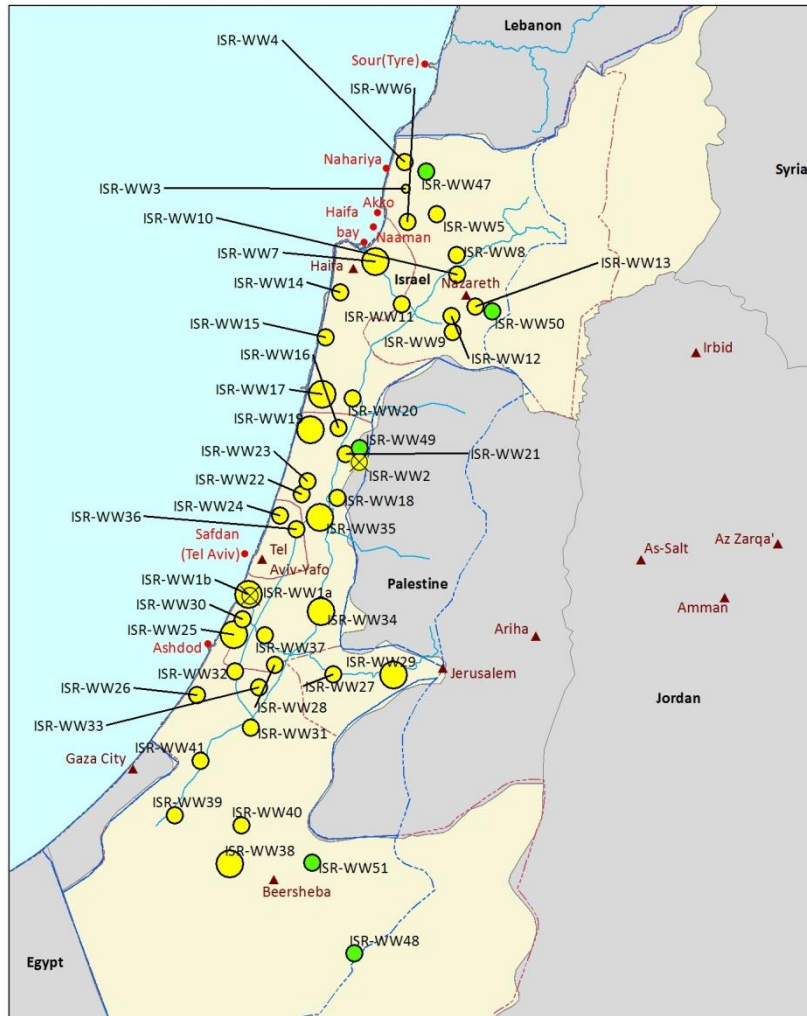 Lebanon
ISR-WW4
Sour(Tyre)
ISR-WW6
Syria
Nahariya
ISR-WW47
ISR-WW3
Akko
Haifa
bay
Naaman
ISR-WW10
ISR-WW5
ISR-WW7
ISR-WW8
ISR-WW13
Haifa
Israel
Nazareth
ISR-WW14
ISR-WW11
ISR-WW50
ISR-WW15
ISR-WW9
ISR-WW12
Irbid
ISR-WW16
ISR-WW17
ISR-WW20
ISR-WW19
ISR-WW49
ISR-WW23
ISR-WW21
ISR-WW2
ISR-WW22
ISR-WW18
ISR-WW24
ISR-WW36
ISR-WW35
Safdan
(Tel Aviv)
Tel
Aviv-Yafo
As-Salt
Az Zarqa'
ISR-WW1b
ISR-WW1a
Palestine
Amman
ISR-WW30
ISR-WW34
ISR-WW25
Ariha
Ashdod
ISR-WW37
ISR-WW29
ISR-WW32
Jerusalem
ISR-WW26
ISR-WW27
ISR-WW28
Jordan
ISR-WW33
ISR-WW31
ISR-WW41
Gaza City
ISR-WW39
ISR-WW40
ISR-WW38
ISR-WW51
Beersheba
ISR-WW48
Egypt